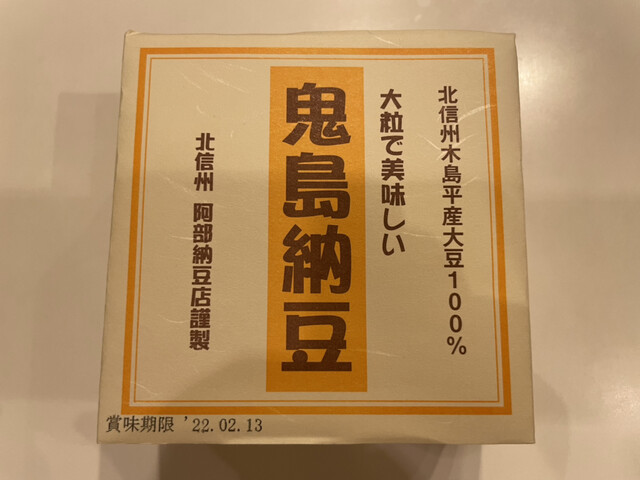 北信州木島平産大豆100%
大粒で美味しい
鬼島納豆
北信州 阿部納豆店謹製
賞味期限 '22.02.13